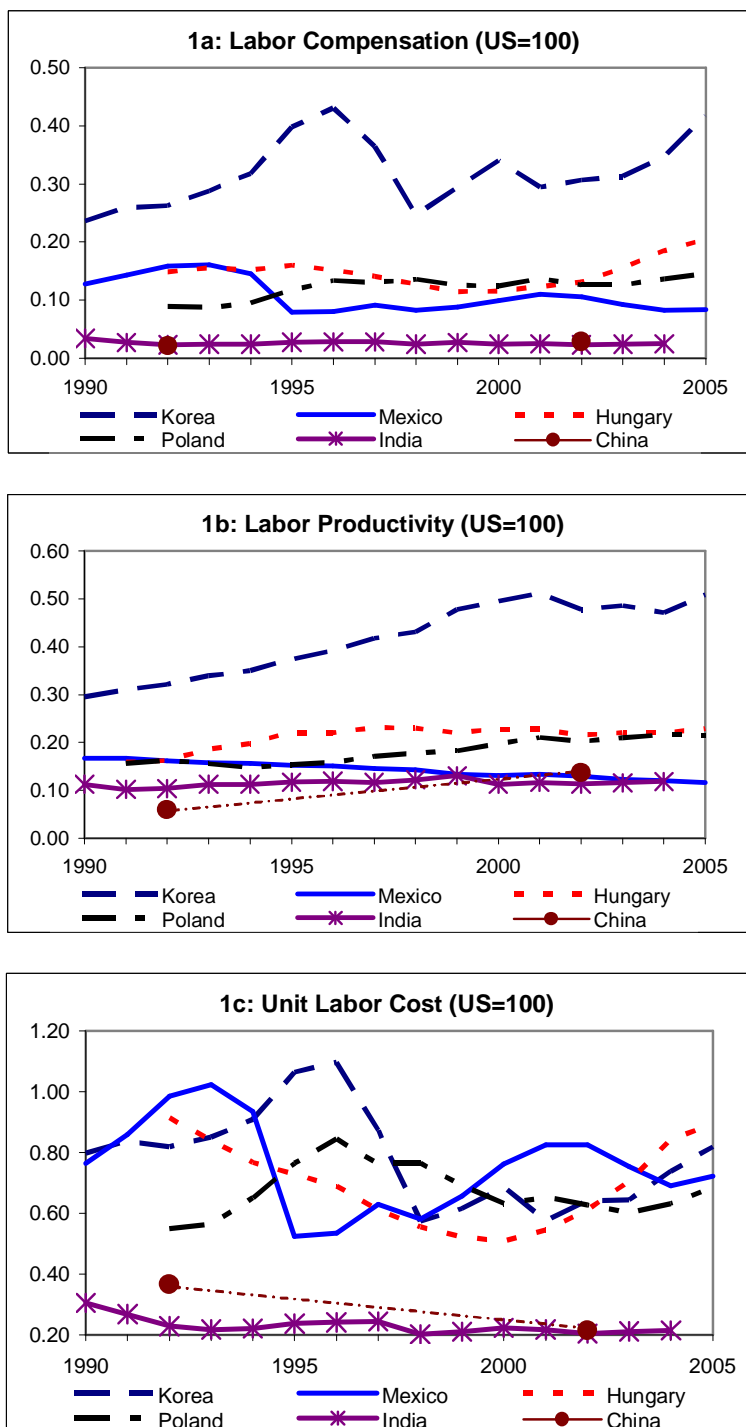 1a: Labor Compensation (US=100)
0.50
0.40
0.30
0.20
0.10
0.00
1990 1995 2000 2005
Korea Mexico Hungary
Poland India China
1b: Labor Productivity (US=100)
0.60
0.50
0.40
0.30
0.20
0.10
0.00
1990 1995 2000 2005
Korea Mexico Hungary
Poland India China
1c: Unit Labor Cost (US=100)
1.20
1.00
0.80
0.60
0.40
0.20
1990 1995 2000 2005
Korea Mexico Hungary
Poland India China